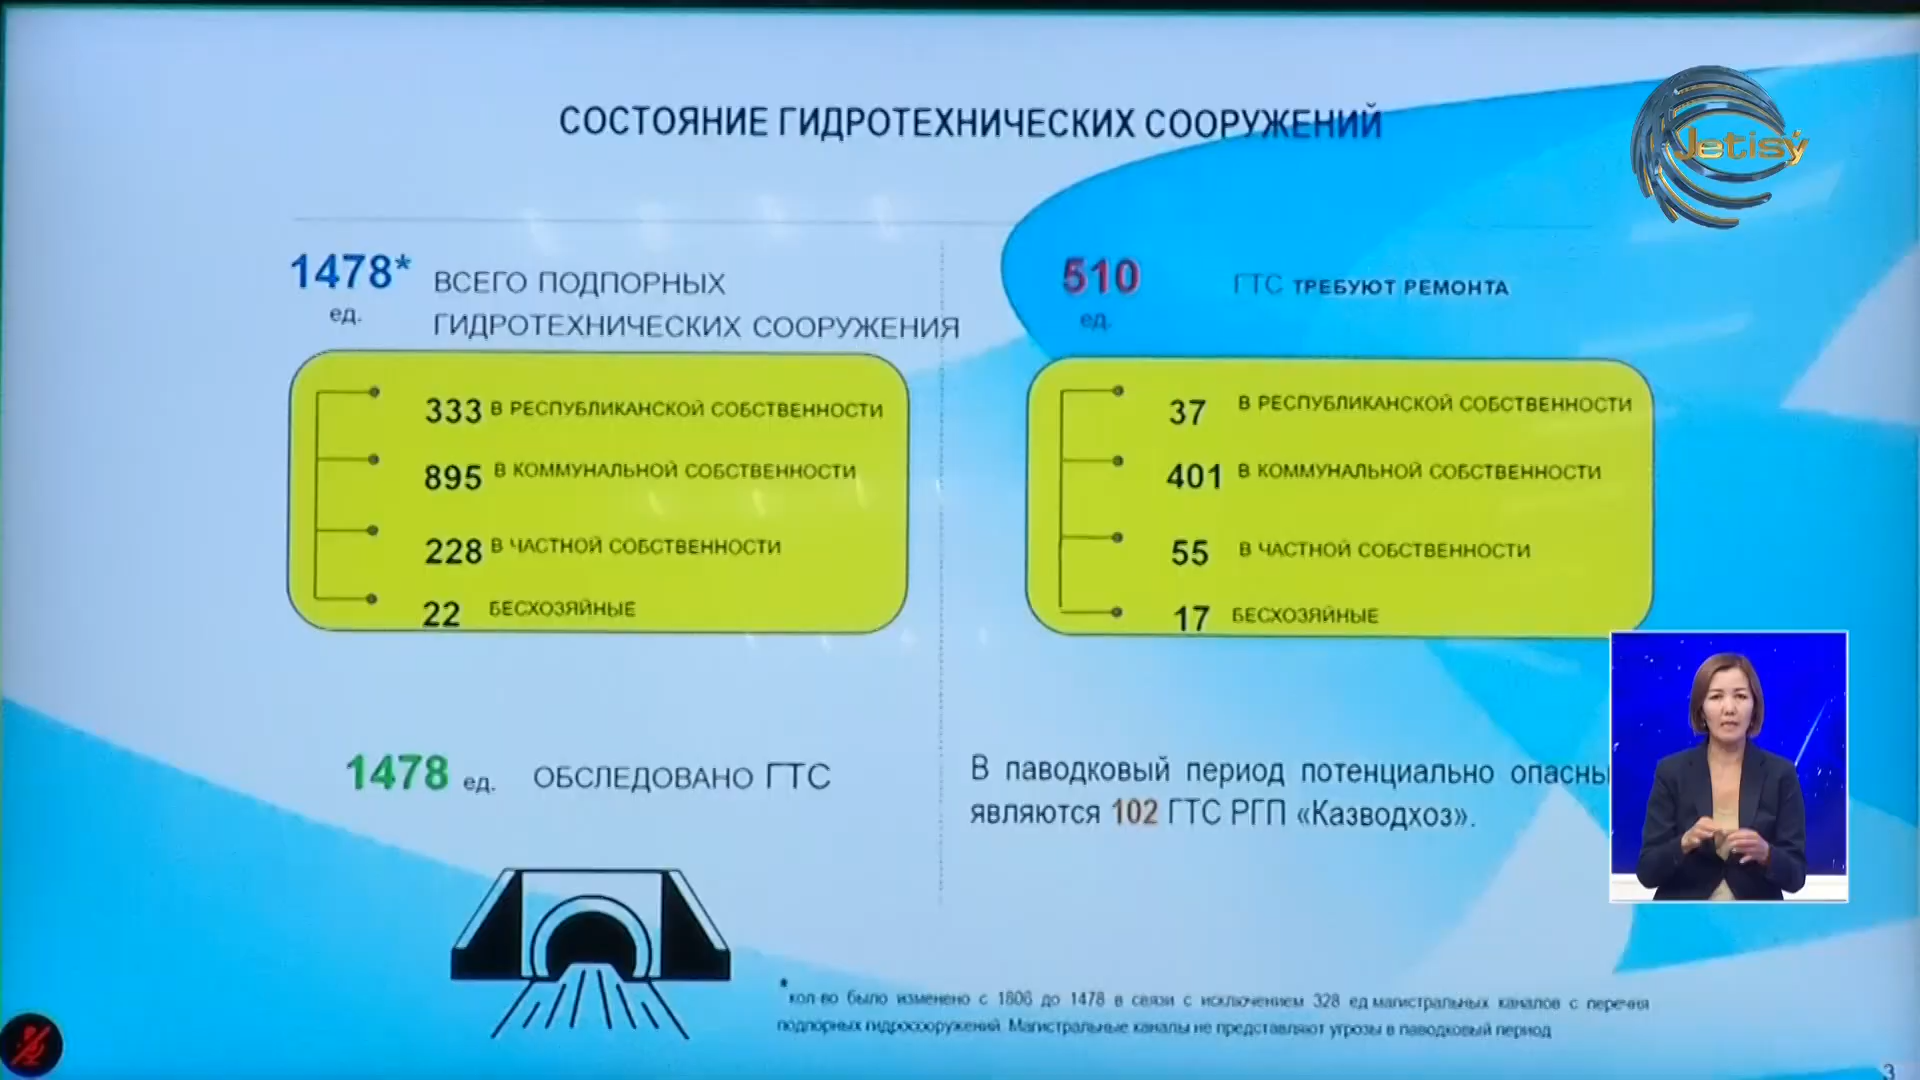 СОСТОЯНИЕ ГИДРОТЕХНИЧЕСКИХ СООРУЖЕНИЙ
Jetisý
1478*
ед.
ВСЕГО ПОДПОРНЫХ
ГИДРОТЕХНИЧЕСКИХ СООРУЖЕНИЯ
333 В РЕСПУБЛИКАНСКОЙ СОБСТВЕННОСТИ
895 В КОММУНАЛЬНОЙ СОБСТВЕННОСТИ
228 В ЧАСТНОЙ СОБСТВЕННОСТИ
22 БЕСХОЗЯЙНЫЕ
1478 ед. ОБСЛЕДОВАНО ГТС
510
ед.
ГТС ТРЕБУЮТ РЕМОНТА
37 В РЕСПУБЛИКАНСКОЙ СОБСТВЕННОСТИ
401 В КОММУНАЛЬНОЙ СОБСТВЕННОСТИ
55 В ЧАСТНОЙ СОБСТВЕННОСТИ
17 БЕСХОЗЯЙНЫЕ
В паводковый период потенциально
являются 102 ГТС РГП «Казводхоз».
*кол-во было изменено с 1806 до 1478 в связи с исключением 328 ед магистральных каналов с перечня
подпорных гидросооружений. Магистральные каналы не представляют угрозы в паводковый период
3